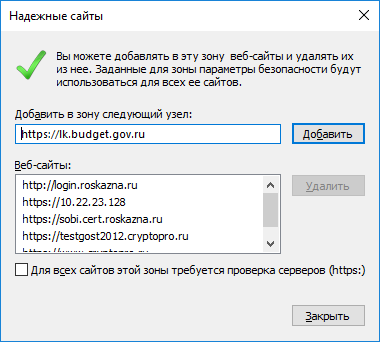 Надежные сайты
Вы можете добавлять в эту зону веб-сайты и удалять их
из нее. Заданные для зоны параметры безопасности будут
использоваться для всех ее сайтов.
Добавить в зону следующий узел:
https://lk.budget.gov.ru
Добавить
Веб-сайты:
http://login.roskazna.ru
https://10.22.23.128
https://sobi.cert.roskazna.ru
https://testgost2012.cryptopro.ru
Удалить
Для всех сайтов этой зоны требуется проверка серверов (https:)
Закрыть